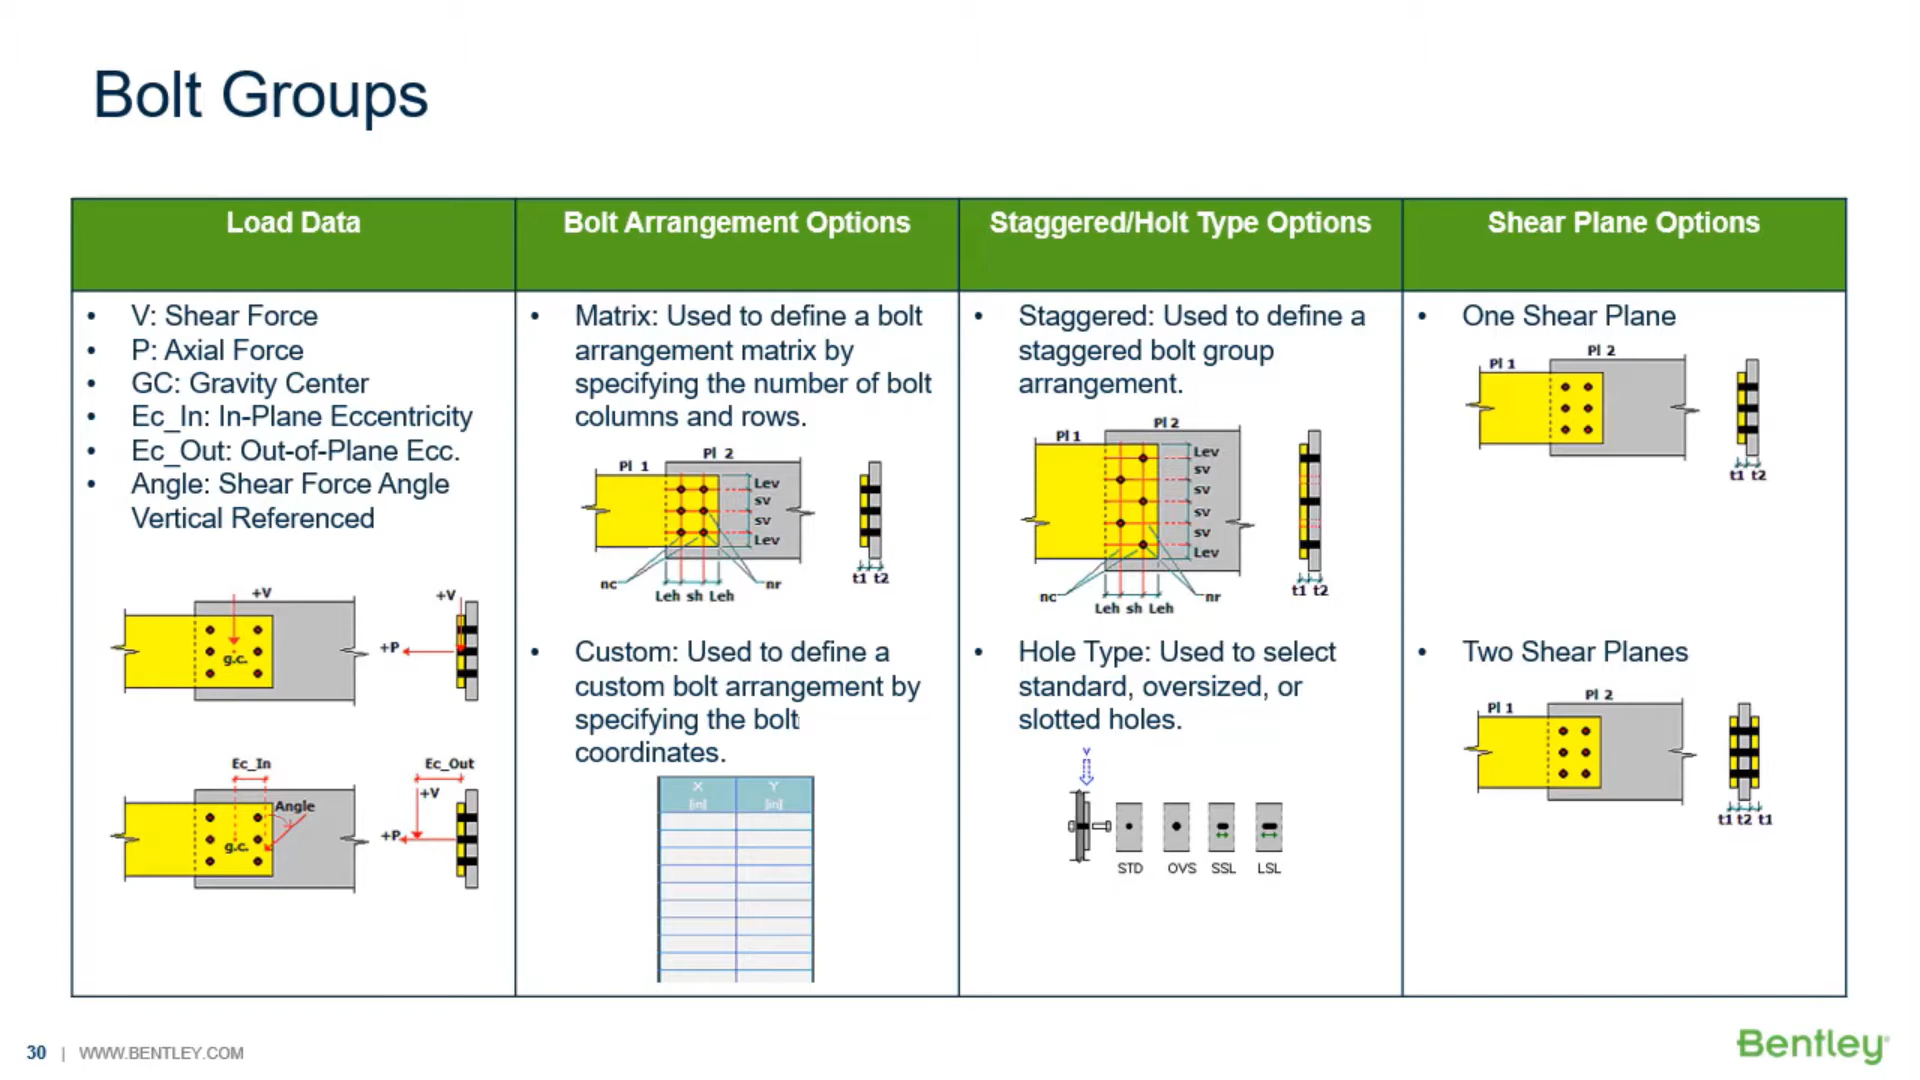 Bolt Groups
Load Data
Bolt Arrangement Options
Staggered/Holt Type Options
Shear Plane Options
• V: Shear Force
• P: Axial Force
• GC: Gravity Center
• Ec_In: In-Plane Eccentricity
• Ec_Out: Out-of-Plane Ecc.
• Angle: Shear Force Angle
Vertical Referenced
+V
+V
+P
g.c.
Ec_In
Ec_Out
+V
Angle
+P
g.c.
• Matrix: Used to define a bolt
arrangement matrix by
specifying the number of bolt
columns and rows.
Pl 1
Pl 2
Lev
sv
sv
Lev
nc
nr
Leh sh Leh
t1 t2
• Custom: Used to define a
custom bolt arrangement by
specifying the bolt
coordinates.
X Y
[in] [in]
• Staggered: Used to define a
staggered bolt group
arrangement.
Pl 1
Pl 2
Lev
sv
sv
sv
sv
Lev
nc
nr
Leh sh Leh
t1 t2
• Hole Type: Used to select
standard, oversized, or
slotted holes.
v
STD OVS SSL LSL
• One Shear Plane
Pl 1
Pl 2
t1 t2
• Two Shear Planes
Pl 1
Pl 2
t1 t2 t1
30 | WWW.BENTLEY.COM
Bentley